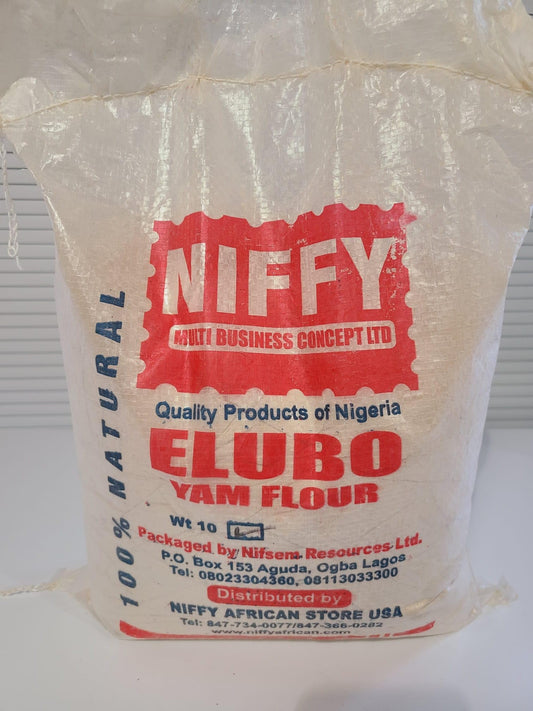 NIFFY
MULTI BUSINESS CONCEPT LTD
Quality Products of Nigeria
ELUBO
YAM FLOUR
100% NATURAL
Wt 10
Packaged by Nifsem Resources Ltd.
P.O. Box 153 Aguda, Ogba Lagos
Tel: 08023304360, 08113033300
Distributed by
NIFFY AFRICAN STORE USA
Tel: 847-734-0077/847-366-0282
www.niffyafrican.com